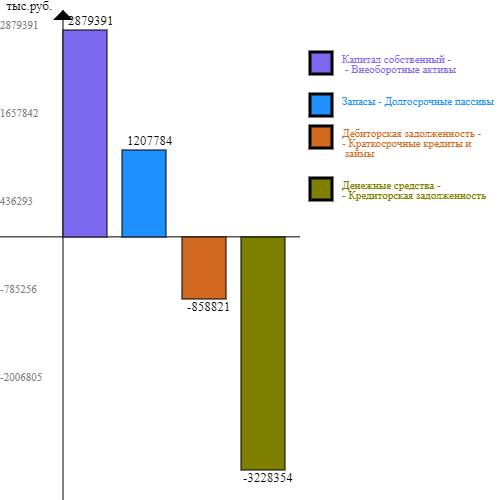 тыс.руб.
2879391
2879391
1657842
1207784
436293
-785256
-858821
-2006805
-3228354
Капитал собственный -
- Внеоборотные активы
Запасы - Долгосрочные пассивы
Дебиторская задолженность -
- Краткосрочные кредиты и
займы
Денежные средства -
- Кредиторская задолженность